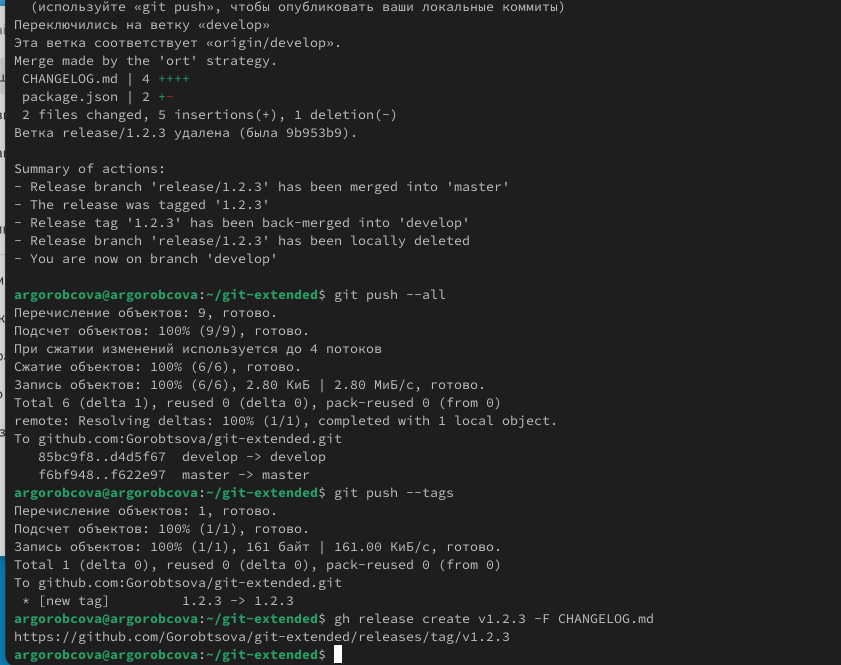 (используйте «git push», чтобы опубликовать ваши локальные коммиты)
Переключились на ветку «develop»
Эта ветка соответствует «origin/develop».
Merge made by the 'ort' strategy.
 CHANGELOG.md | 4 ++++
 package.json | 2 +-
 2 files changed, 5 insertions(+), 1 deletion(-)
Ветка release/1.2.3 удалена (была 9b953b9).

Summary of actions:
- Release branch 'release/1.2.3' has been merged into 'master'
- The release was tagged '1.2.3'
- Release tag '1.2.3' has been back-merged into 'develop'
- Release branch 'release/1.2.3' has been locally deleted
- You are now on branch 'develop'

argorobcova@argorobcova:~/git-extended$ git push --all
Перечисление объектов: 9, готово.
Подсчет объектов: 100% (9/9), готово.
При сжатии изменений используется до 4 потоков
Сжатие объектов: 100% (6/6), готово.
Запись объектов: 100% (6/6), 2.80 КиБ | 2.80 МиБ/с, готово.
Total 6 (delta 1), reused 0 (delta 0), pack-reused 0 (from 0)
remote: Resolving deltas: 100% (1/1), completed with 1 local object.
To github.com:Gorobtsova/git-extended.git
   85bc9f8..d4d5f67  develop -> develop
   f6bf948..f622e97  master -> master
argorobcova@argorobcova:~/git-extended$ git push --tags
Перечисление объектов: 1, готово.
Подсчет объектов: 100% (1/1), готово.
Запись объектов: 100% (1/1), 161 байт | 161.00 КиБ/с, готово.
Total 1 (delta 0), reused 0 (delta 0), pack-reused 0 (from 0)
To github.com:Gorobtsova/git-extended.git
 * [new tag]         1.2.3 -> 1.2.3
argorobcova@argorobcova:~/git-extended$ gh release create v1.2.3 -F CHANGELOG.md
https://github.com/Gorobtsova/git-extended/releases/tag/v1.2.3
argorobcova@argorobcova:~/git-extended$